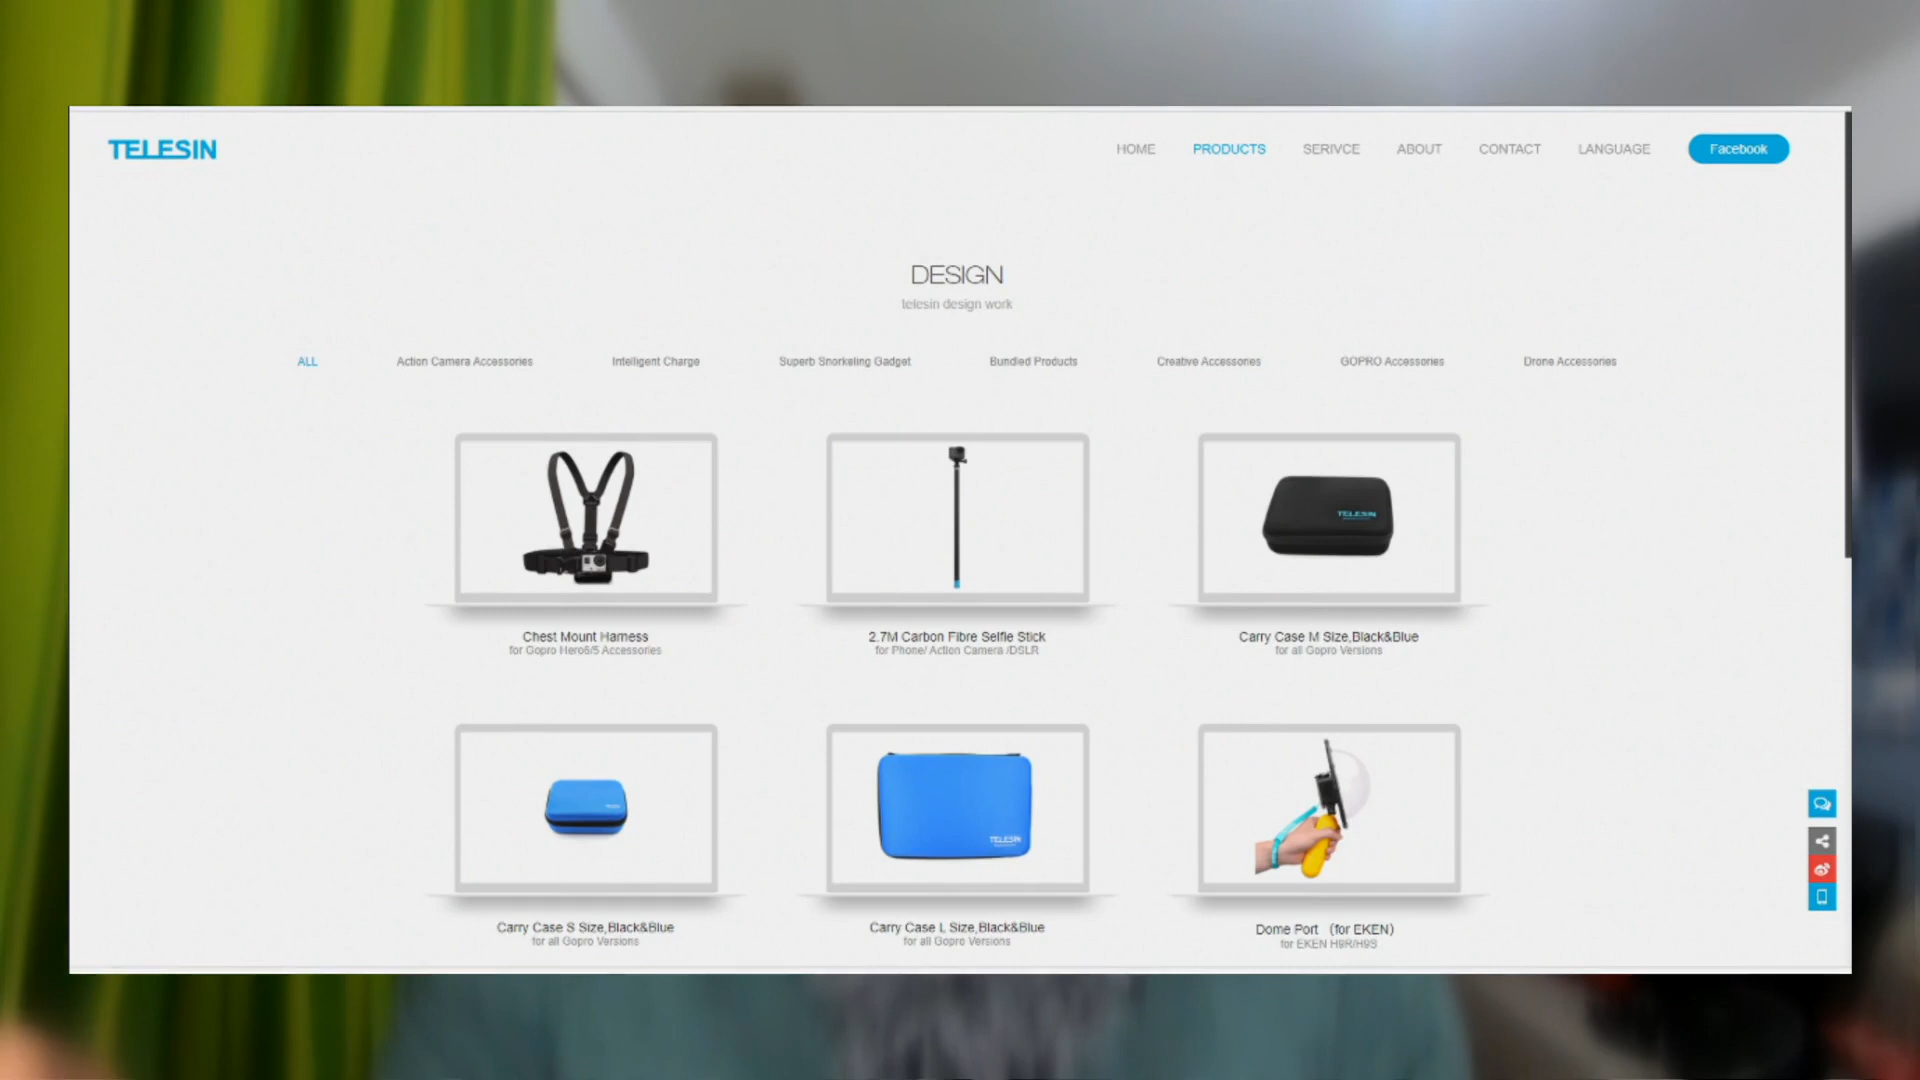 TELESIN
HOME PRODUCTS SERIVCE ABOUT CONTACT LANGUAGE Facebook
DESIGN
telesin design work
ALL Action Camera Accessories Intelligent Charge Superb Snorkeling Gadget Bundled Products Creative Accessories GOPRO Accessories Drone Accessories
TELESIN
Chest Mount Harness
for Gopro Hero6/5 Accessories
2.7M Carbon Fibre Selfie Stick
for Phone/ Action Camera /DSLR
Carry Case M Size,Black&Blue
for all Gopro Versions
TELESIN
Carry Case S Size,Black&Blue
for all Gopro Versions
Carry Case L Size,Black&Blue
for all Gopro Versions
Dome Port (for EKEN)
for EKEN H9R/H9S